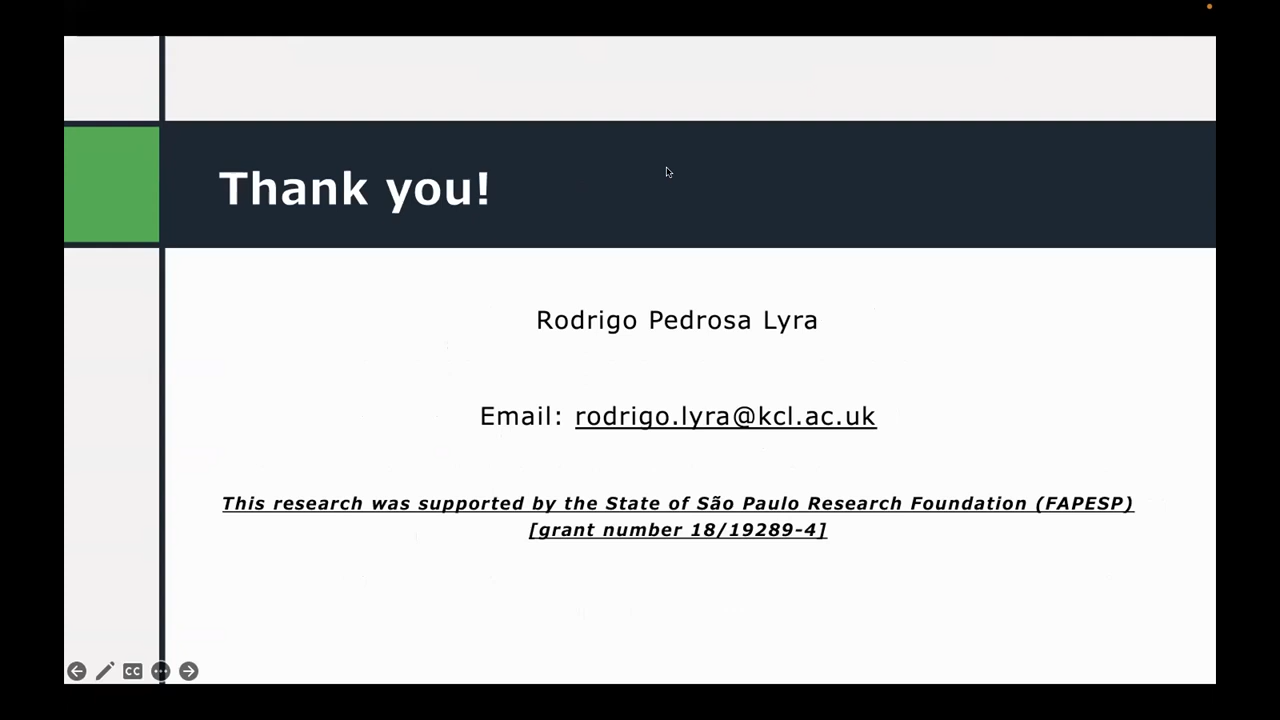 Thank you!
Rodrigo Pedrosa Lyra
Email: rodrigo.lyra@kcl.ac.uk
This research was supported by the State of São Paulo Research Foundation (FAPESP)
[grant number 18/19289-4]
CC